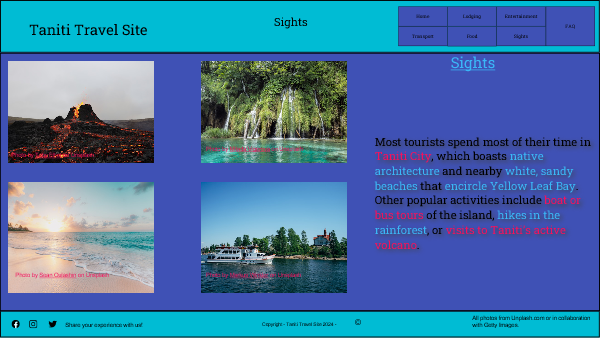 Taniti Travel Site
Sights
Home
Lodging
Entertainment
FAQ
Transport
Food
Sights
Sights
Most tourists spend most of their time in
Taniti City, which boasts native
architecture and nearby white, sandy
beaches that encircle Yellow Leaf Bay.
Other popular activities include boat or
bus tours of the island, hikes in the
rainforest, or visits to Taniti's active
volcano.
Photo by
on Unsplash
Photo by
on Unsplash
Photo by Sean Oulashin on Unsplash
Photo by
on Unsplash
Share your experience with us!
Copyright - Taniti Travel Site 2024 -
©
All photos from Unplash.com or in collaboration
with Getty Images.